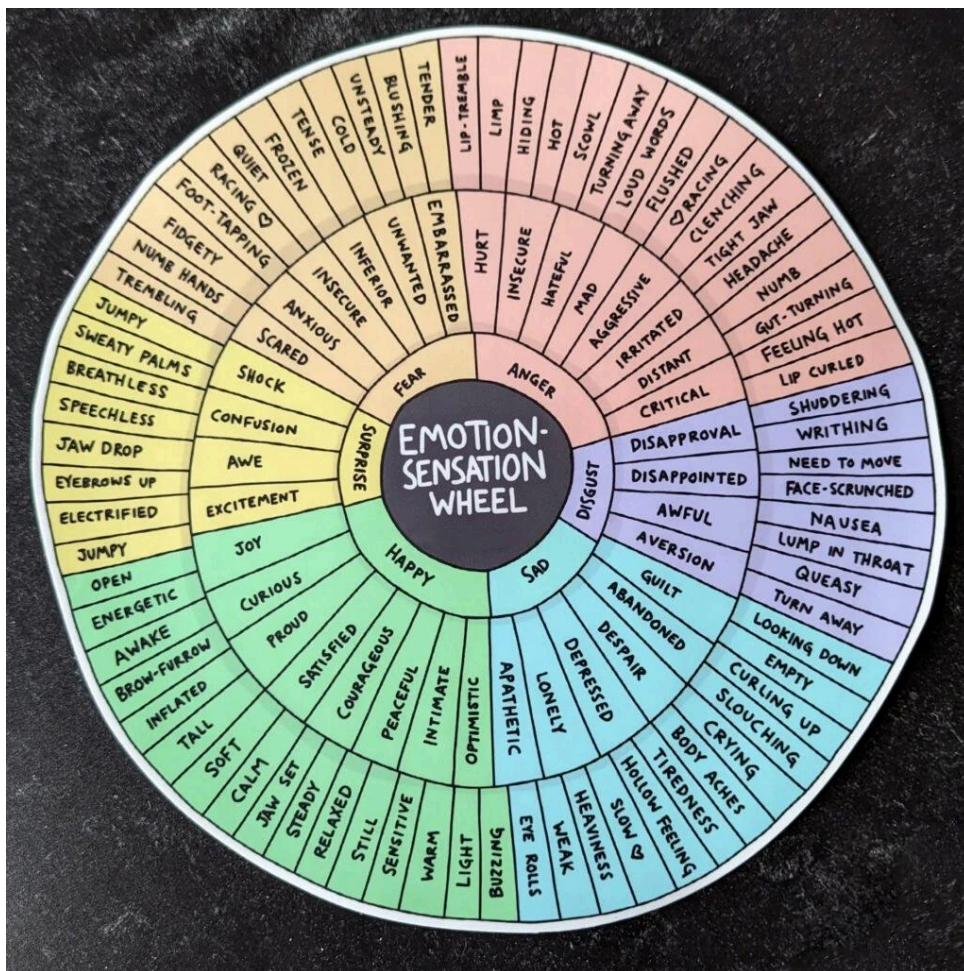 EMOTION-
SENSATION
WHEEL
ANGER
DISGUST
SAD
HAPPY
SURPRISE
FEAR
HURT
INSECURE
HATEFUL
MAD
AGGRESSIVE
IRRITATED
DISTANT
CRITICAL
DISAPPROVAL
DISAPPOINTED
AWFUL
AVERSION
GUILT
ABANDONED
DESPAIR
DEPRESSED
LONELY
APATHETIC
OPTIMISTIC
INTIMATE
PEACEFUL
COURAGEOUS
SATISFIED
PROUD
CURIOUS
JOY
EXCITEMENT
AWE
CONFUSION
SHOCK
SCARED
ANXIOUS
INSECURE
INFERIOR
UNWANTED
EMBARRASSED
LIP-TREMBLE
LIMP
HIDING
HOT
SCOWL
TURNING AWAY
LOUD WORDS
FLUSHED
♡ RACING
CLENCHING
TIGHT JAW
HEADACHE
NUMB
GUT-TURNING
FEELING HOT
LIP CURLED
SHUDDERING
WRITHING
NEED TO MOVE
FACE-SCRUNCHED
NAUSEA
LUMP IN THROAT
QUEASY
TURN AWAY
LOOKING DOWN
EMPTY
CURLING UP
SLOUCHING
CRYING
BODY ACHES
TIREDNESS
HOLLOW FEELING
SLOW ♡
HEAVINESS
WEAK
EYE ROLLS
BUZZING
LIGHT
WARM
SENSITIVE
STILL
RELAXED
STEADY
JAW SET
CALM
SOFT
TALL
INFLATED
BROW-FURROW
AWAKE
ENERGETIC
OPEN
JUMPY
ELECTRIFIED
EYEBROWS UP
JAW DROP
SPEECHLESS
BREATHLESS
SWEATY PALMS
JUMPY
TREMBLING
NUMB HANDS
FIDGETY
FOOT-TAPPING
RACING ♡
QUIET
FROZEN
TENSE
COLD
UNSTEADY
BLUSHING
TENDER